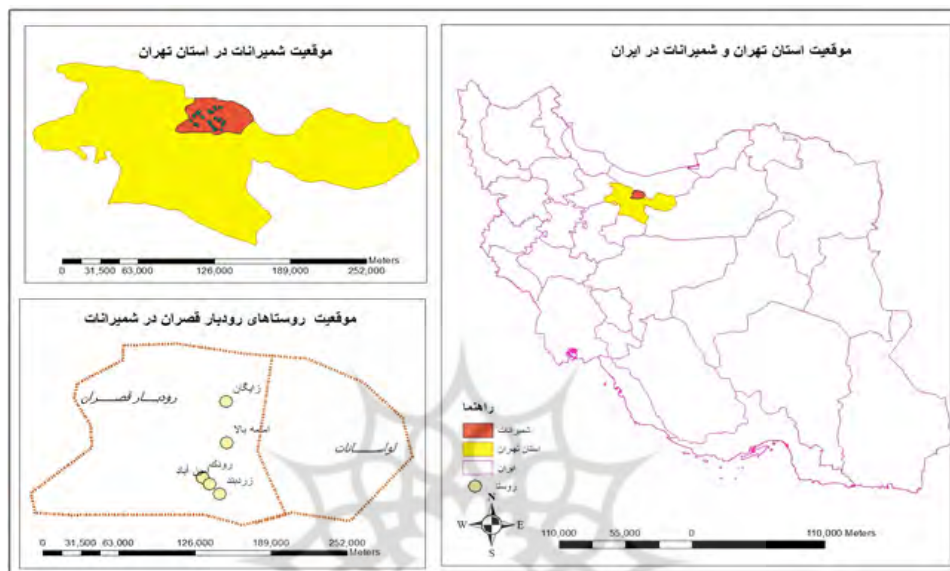 موقعیت استان تهران و شمیرانات در ایران
راهنما
شمیرانات
استان تهران
ایران
روستا
N
W E
S
110,000 55,000 0 110,000 Meters
موقعیت شمیرانات در استان تهران
Meters
0 31,500 63,000 126,000 189,000 252,000
موقعیت روستاهای رودبار قصران در شمیرانات
زایگان
رودبار قصران
امامه بالا
لواسانات
رودک
آباد
زردبند
0 31,500 63,000 126,000 189,000 252,000
Meters